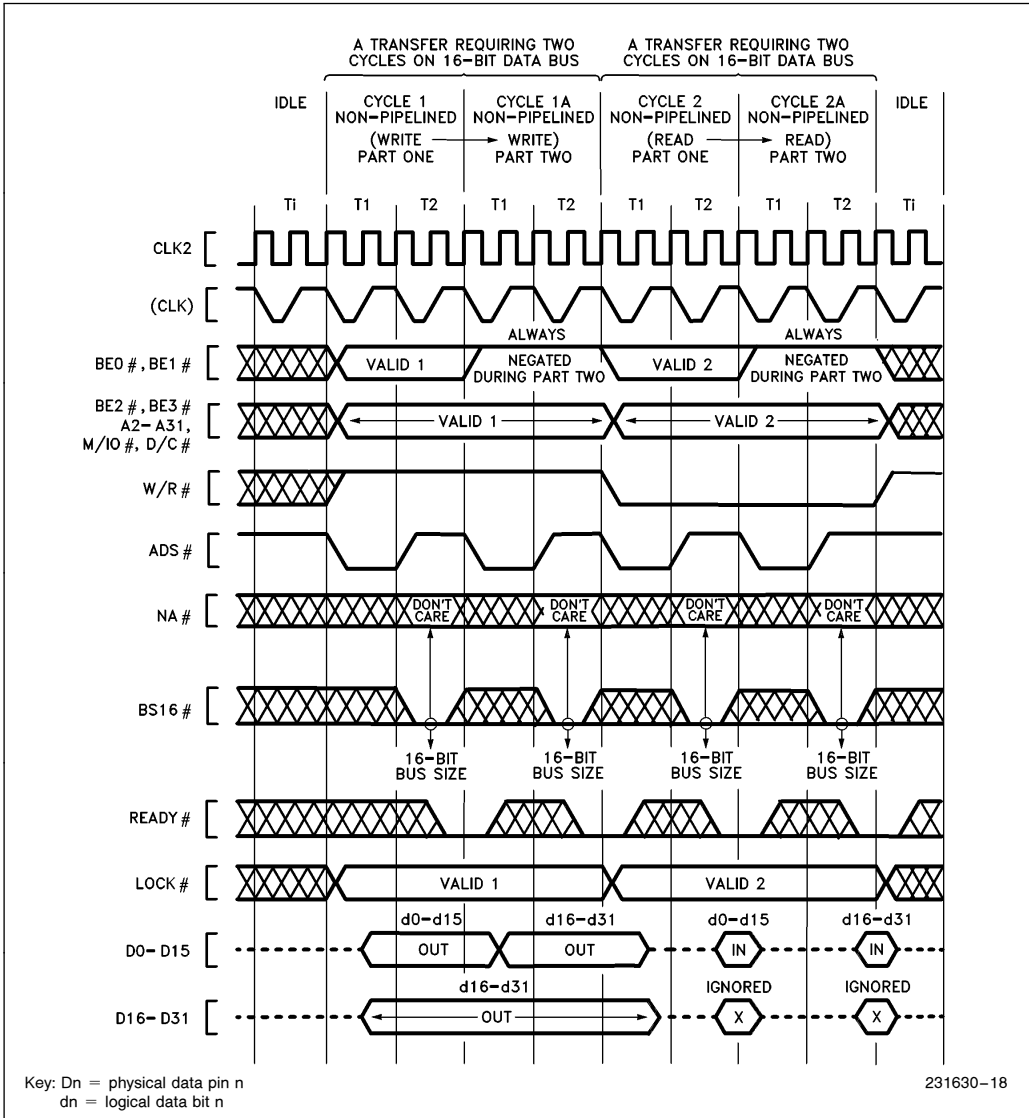 A TRANSFER REQUIRING TWO
CYCLES ON 16-BIT DATA BUS
A TRANSFER REQUIRING TWO
CYCLES ON 16-BIT DATA BUS
IDLE
CYCLE 1
NON-PIPELINED
(WRITE
PART ONE
CYCLE 1A
NON-PIPELINED
WRITE)
PART TWO
CYCLE 2
NON-PIPELINED
(READ
PART ONE
CYCLE 2A
NON-PIPELINED
READ)
PART TWO
IDLE
Ti T1 T2 T1 T2 T1 T2 T1 T2 Ti
CLK2
(CLK)
BE0#, BE1#
VALID 1
ALWAYS
NEGATED
DURING PART TWO
VALID 2
ALWAYS
NEGATED
DURING PART TWO
BE2#, BE3#
A2-A31,
M/IO#, D/C#
VALID 1
VALID 2
W/R#
ADS#
NA#
DON'T
CARE
DON'T
CARE
DON'T
CARE
DON'T
CARE
BS16#
16-BIT
BUS SIZE
16-BIT
BUS SIZE
16-BIT
BUS SIZE
16-BIT
BUS SIZE
READY#
LOCK#
VALID 1
VALID 2
d0-d15 d16-d31 d0-d15 d16-d31
D0-D15
OUT OUT IN IN
d16-d31 IGNORED IGNORED
D16-D31
OUT X X
Key: Dn = physical data pin n
dn = logical data bit n
231630-18